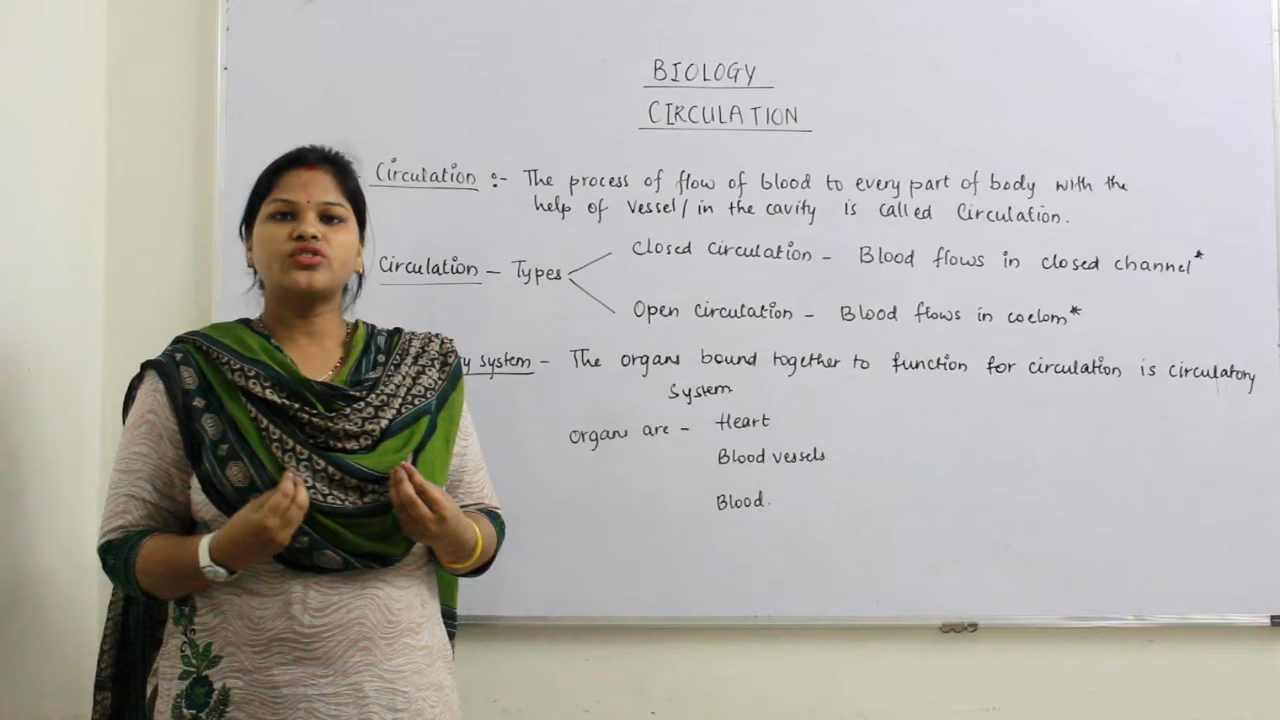 BIOLOGY
CIRCULATION
Circulation :- The process of flow of blood to every part of body with the
help of vessel/ in the cavity is called Circulation.
Closed circulation - Blood flows in closed channel*
Circulation - Types
Open circulation - Blood flows in coelom*
y system - The organs bound together to function for circulation is circulatory
System
Organs are - Heart
Blood vessels
Blood.